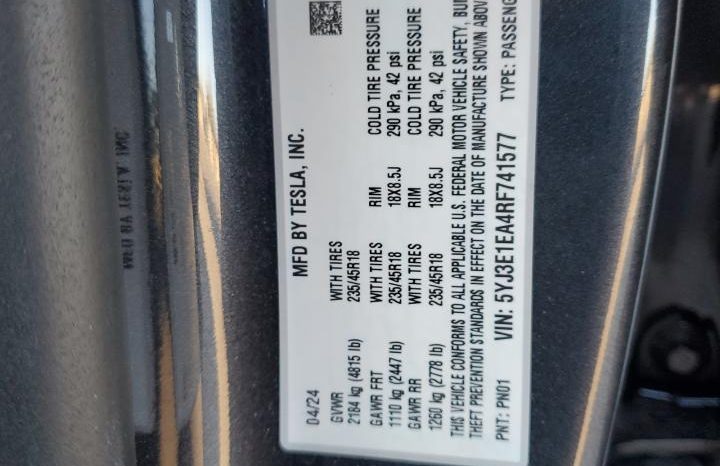 MFD BY TESLA, INC.
04/24
GVWR WITH TIRES
2184 kg (4815 lb) 235/45R18
GAWR FRT WITH TIRES RIM COLD TIRE PRESSURE
1110 kg (2447 lb) 235/45R18 18X8.5J 290 kPa, 42 psi
GAWR RR WITH TIRES RIM COLD TIRE PRESSURE
1260 kg (2778 lb) 235/45R18 18X8.5J 290 kPa, 42 psi
THIS VEHICLE CONFORMS TO ALL APPLICABLE U.S. FEDERAL MOTOR VEHICLE SAFETY, BU
THEFT PREVENTION STANDARDS IN EFFECT ON THE DATE OF MANUFACTURE SHOWN ABOV
PNT: PN01 VIN: 5YJ3E1EA4RF741577 TYPE: PASSENG